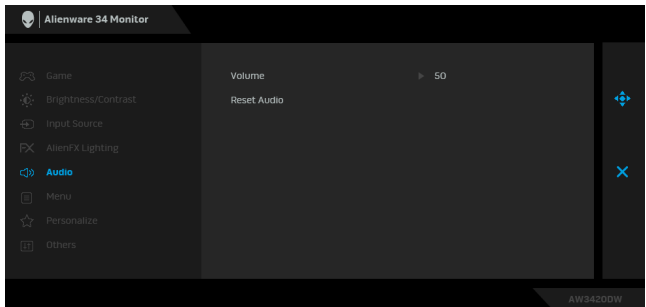 Alienware 34 Monitor
Game
Volume 50
Brightness/Contrast
Reset Audio
Input Source
FX AlienFX Lighting
Audio
Menu
Personalize
Others
AW3420DW